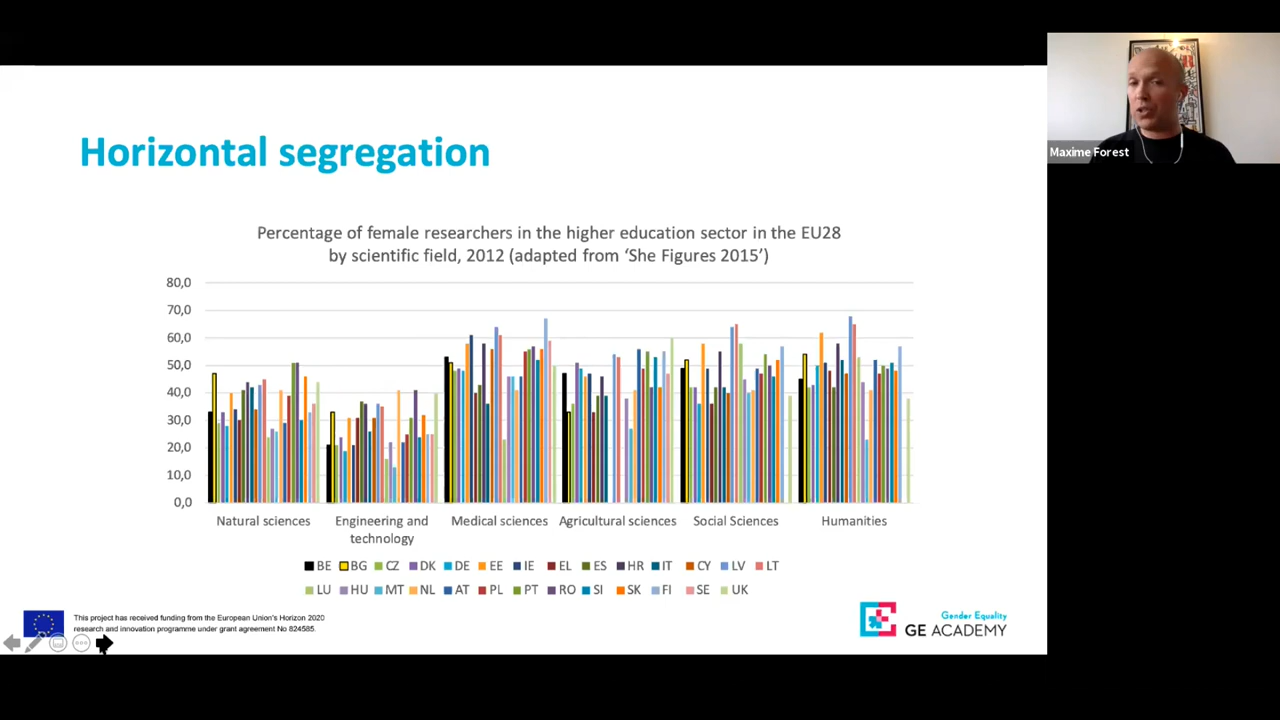 Horizontal segregation
Maxime Forest
Percentage of female researchers in the higher education sector in the EU28
by scientific field, 2012 (adapted from ‘She Figures 2015’)
80,0
70,0
60,0
50,0
40,0
30,0
20,0
10,0
0,0
Natural sciences
Engineering and
technology
Medical sciences
Agricultural sciences
Social Sciences
Humanities
BE BG CZ DK DE EE IE EL ES HR IT CY LV LT
LU HU MT NL AT PL PT RO SI SK FI SE UK
This project has received funding from the European Union's Horizon 2020
research and innovation programme under grant agreement No 824585.
Gender Equality
GE ACADEMY